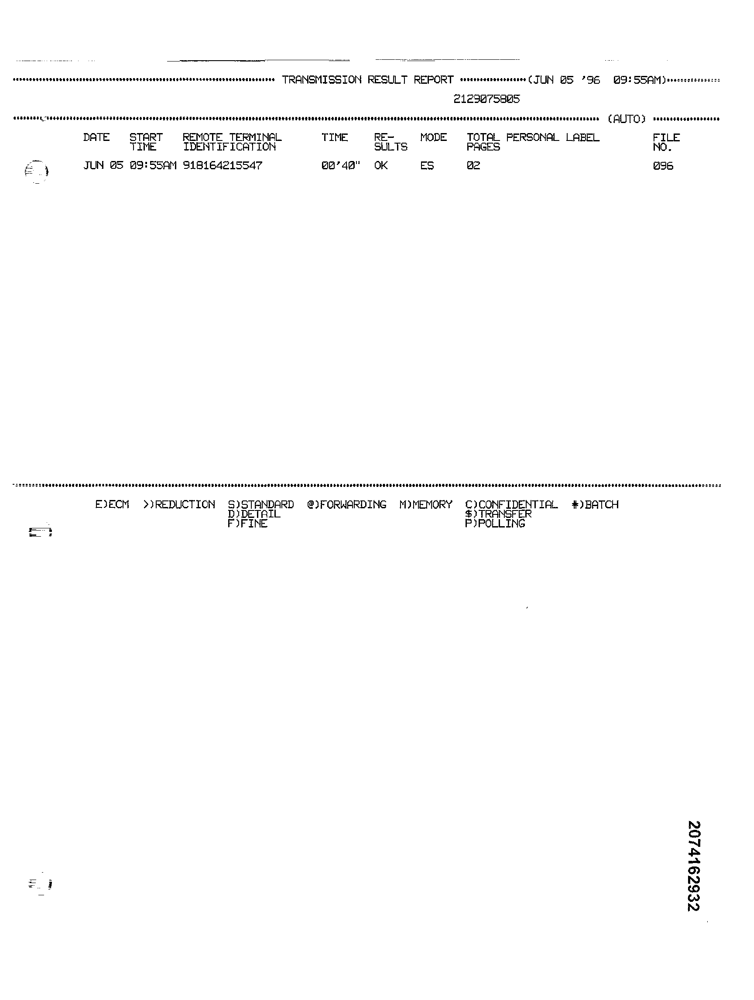 TRANSMISSION RESULT REPORT (JUN 05 '96 09:55AM)
2129075805
(AUTO)
DATE START TIME REMOTE TERMINAL IDENTIFICATION TIME RE-SULTS MODE TOTAL PAGES PERSONAL LABEL FILE NO.
JUN 05 09:55AM 918164215547 00'40" OK ES 02 096
E)ECM >)REDUCTION S)STANDARD @)FORWARDING M)MEMORY C)CONFIDENTIAL #)BATCH
D)DETAIL $)TRANSFER
F)FINE P)POLLING
2074162932